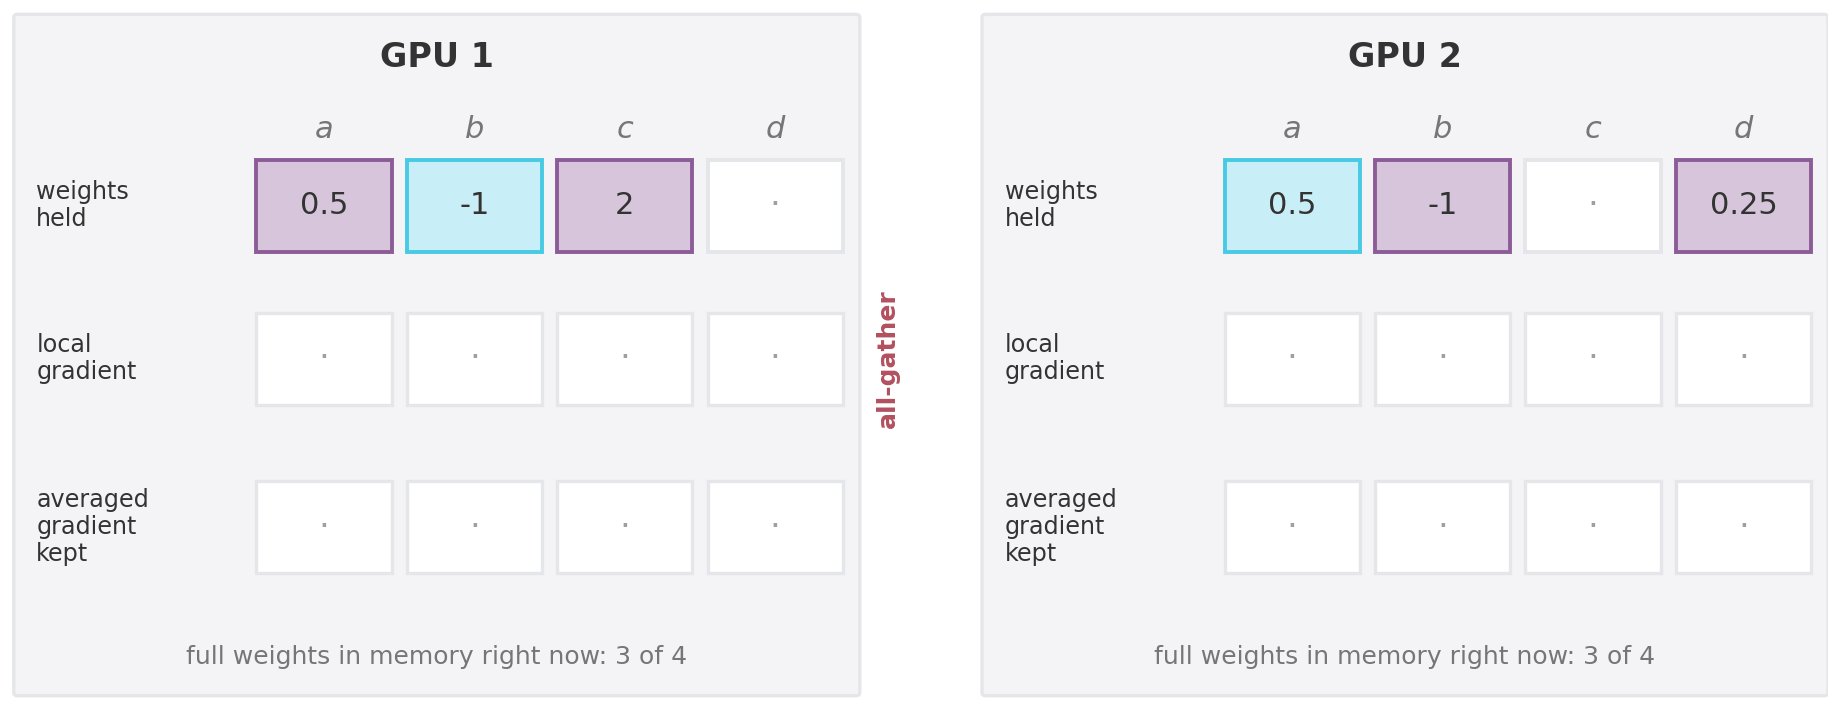 GPU 1
a b c d
weights
held
0.5 -1 2 ·
local
gradient
· · · ·
averaged
gradient
kept
· · · ·
full weights in memory right now: 3 of 4
all-gather
GPU 2
a b c d
weights
held
0.5 -1 · 0.25
local
gradient
· · · ·
averaged
gradient
kept
· · · ·
full weights in memory right now: 3 of 4